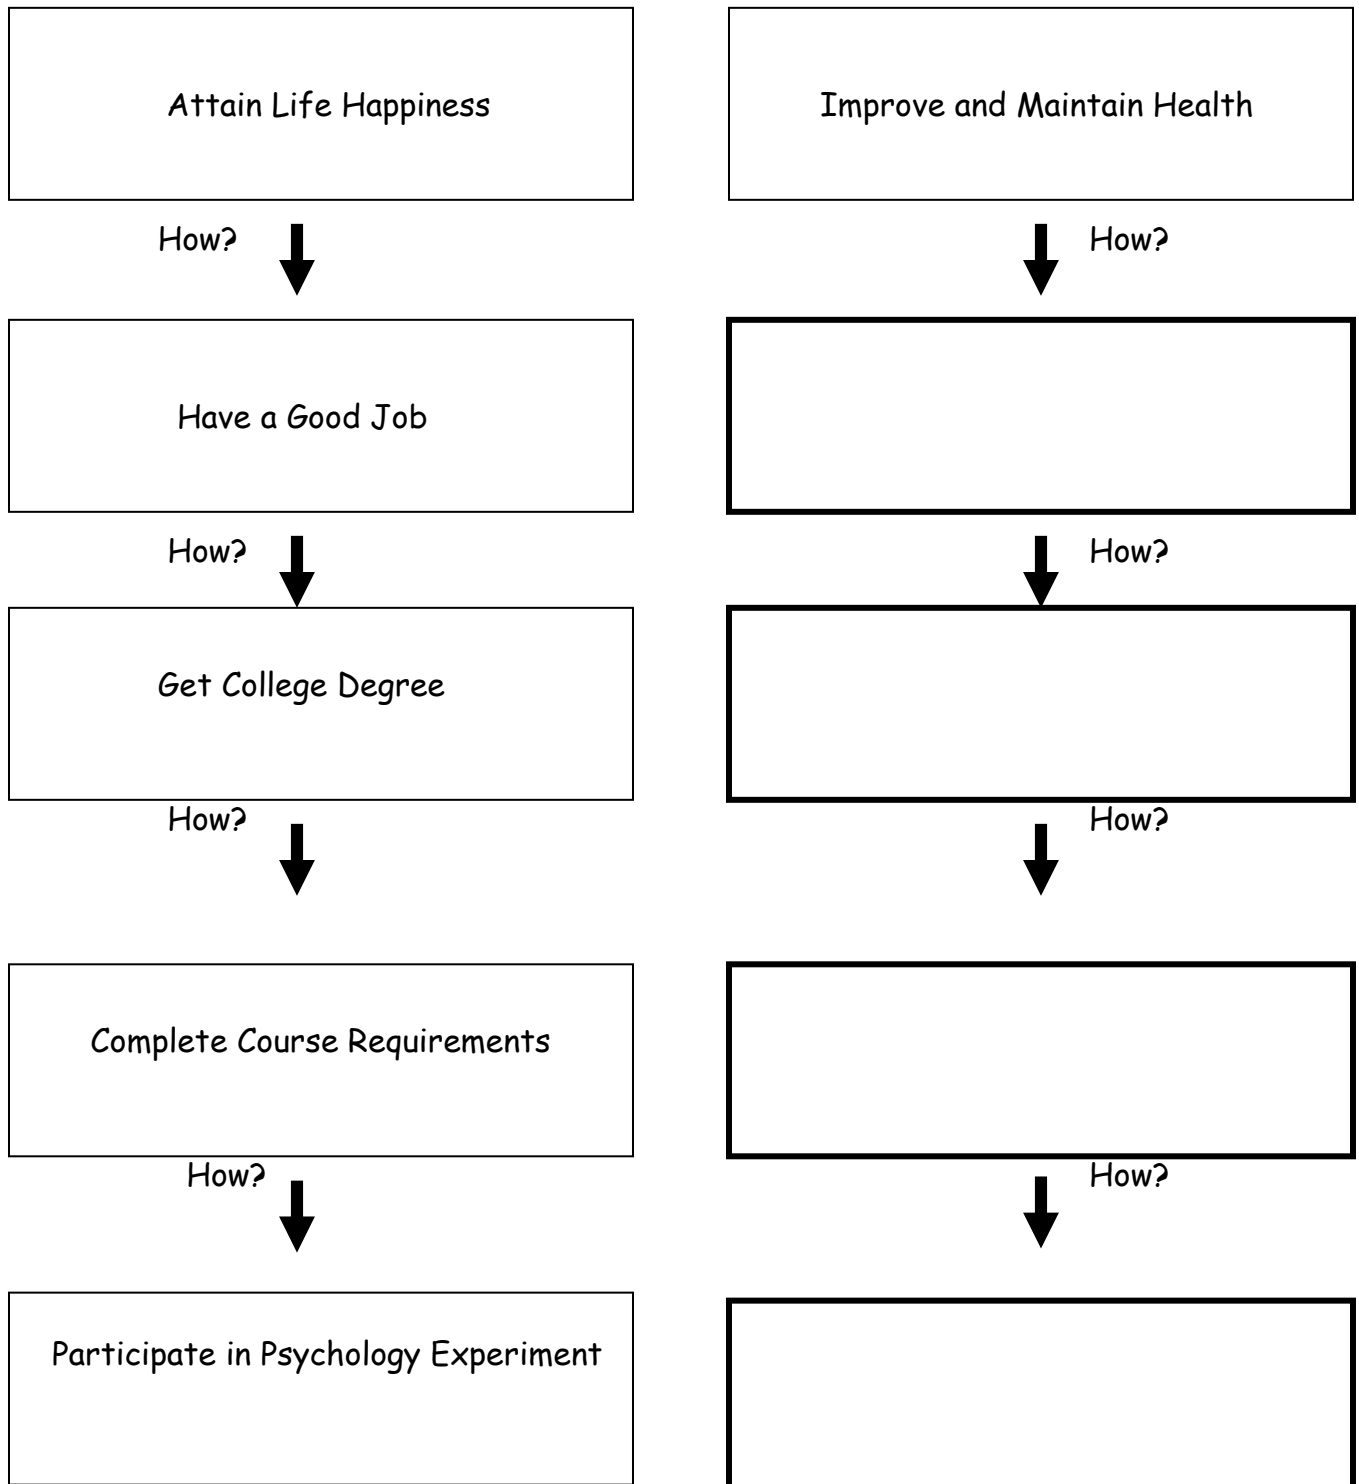 Attain Life Happiness
Improve and Maintain Health
How?
How?
Have a Good Job
How?
How?
Get College Degree
How?
How?
Complete Course Requirements
How?
How?
Participate in Psychology Experiment